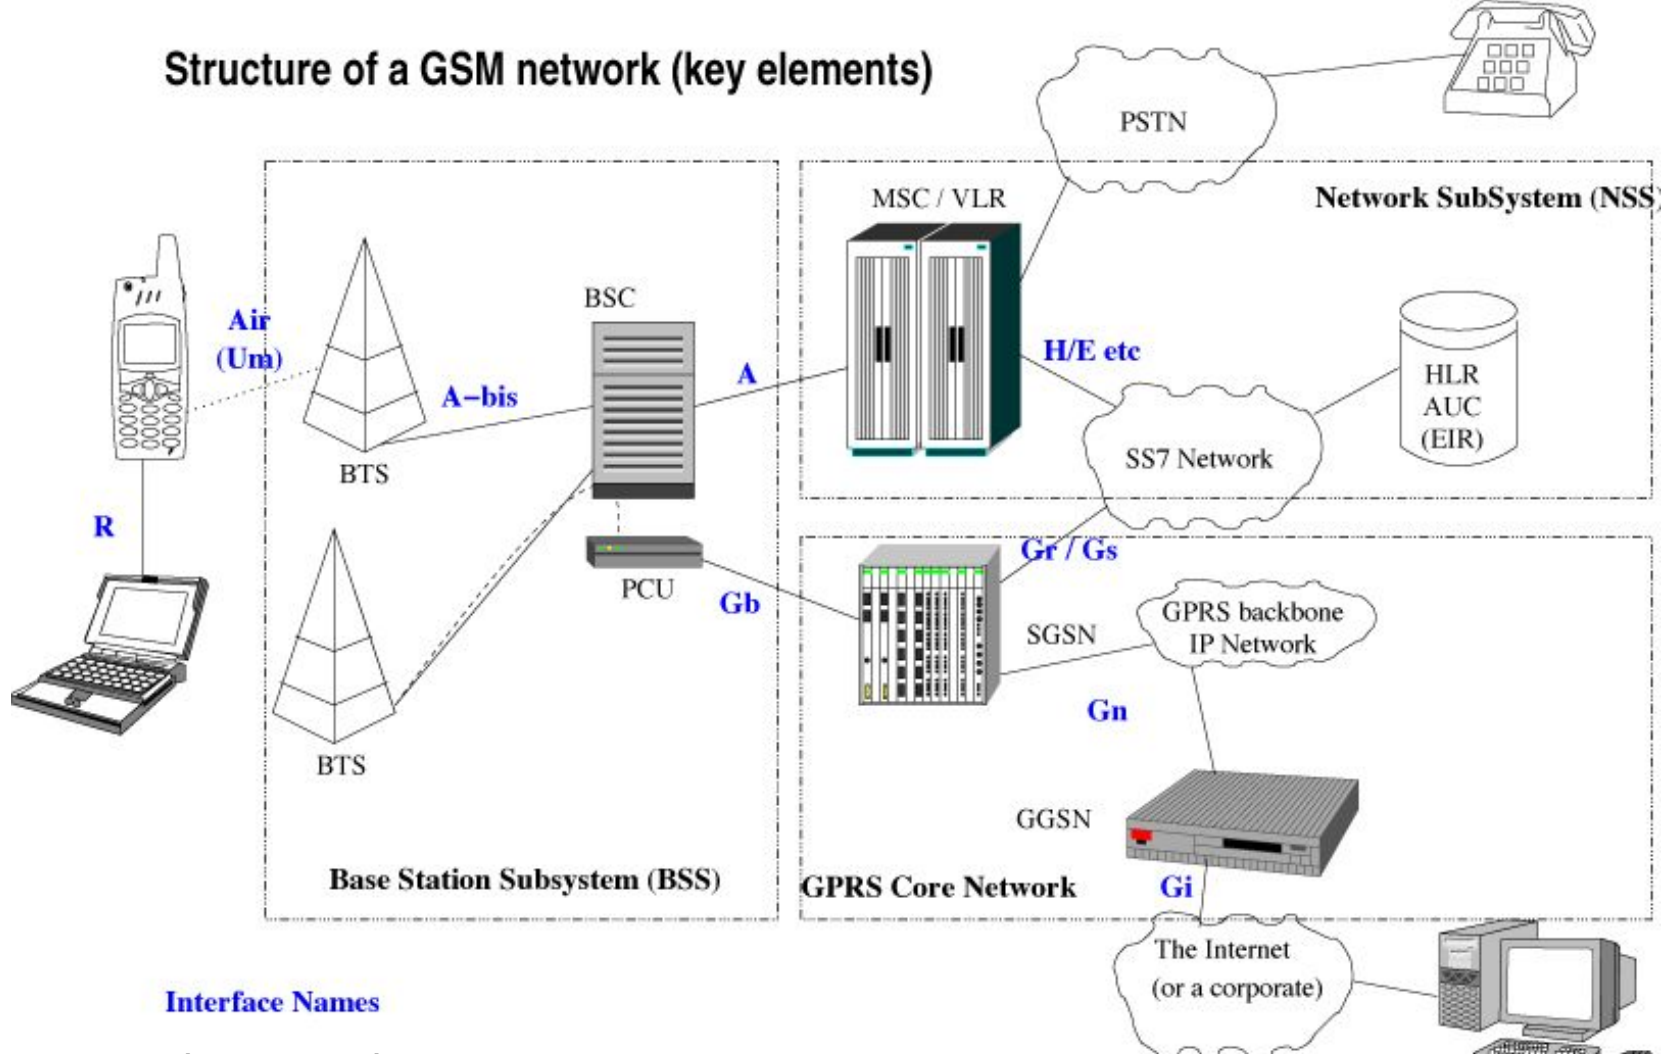 Structure of a GSM network (key elements)
PSTN
MSC / VLR
Network SubSystem (NSS)
BSC
Air
(Um)
H/E etc
A
A-bis
HLR
AUC
(EIR)
SS7 Network
BTS
R
Gr / Gs
PCU
Gb
SGSN
GPRS backbone
IP Network
Gn
BTS
GGSN
Base Station Subsystem (BSS)
GPRS Core Network
Gi
The Internet
(or a corporate)
Interface Names